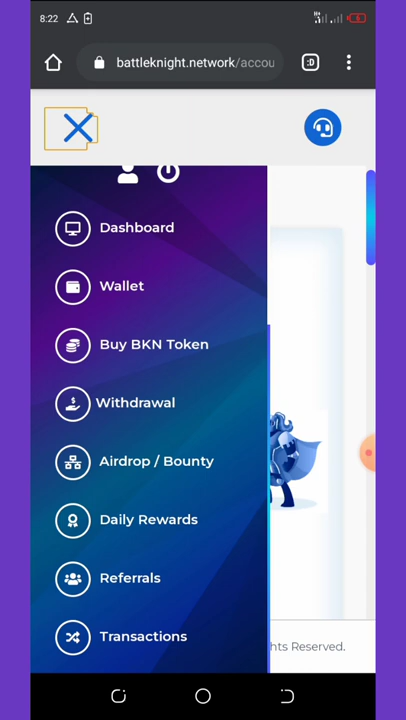 8:22
battleknight.network/accou
:D
Dashboard
Wallet
Buy BKN Token
Withdrawal
Airdrop / Bounty
Daily Rewards
Referrals
Transactions
hts Reserved.